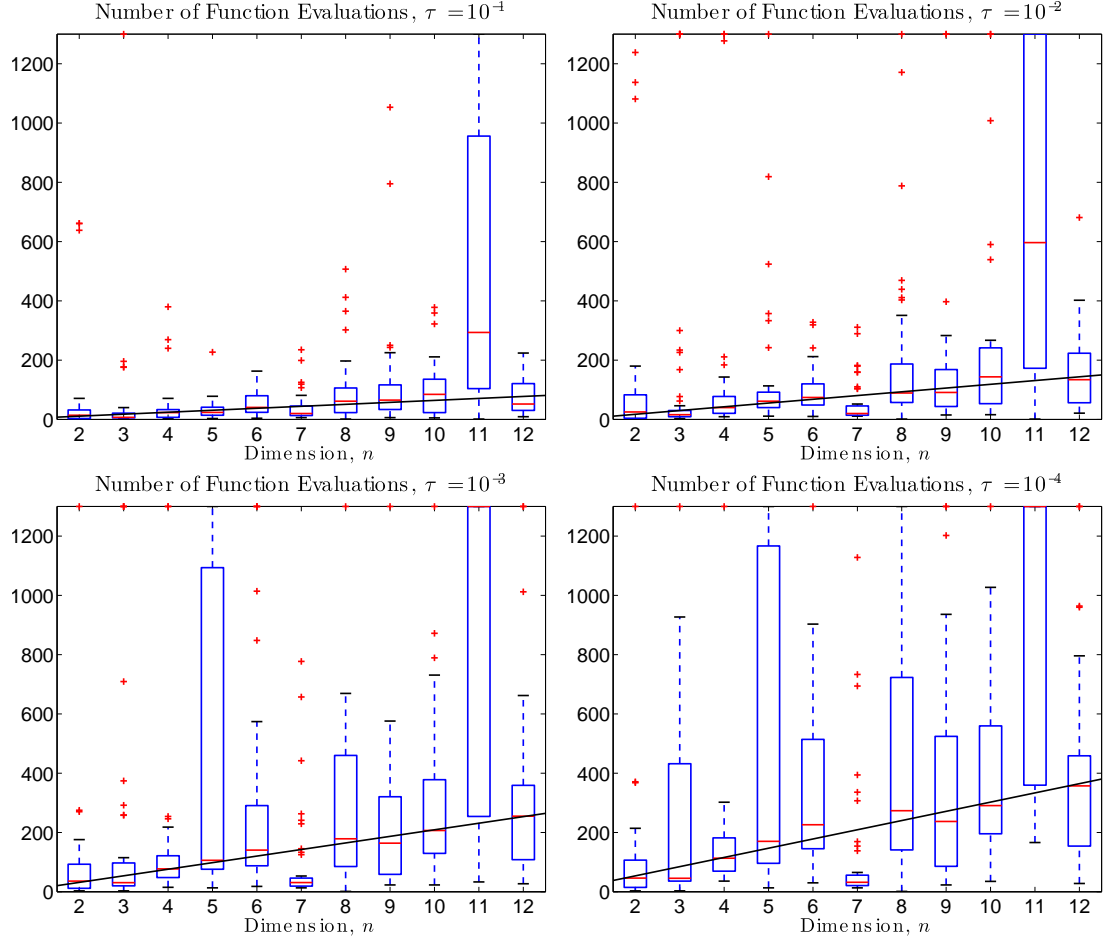 Number of Function Evaluations, τ = 10⁻¹
1200
1000
800
600
400
200
0
2 3 4 5 6 7 8 9 10 11 12
Dimension, n
Number of Function Evaluations, τ = 10⁻²
1200
1000
800
600
400
200
0
2 3 4 5 6 7 8 9 10 11 12
Dimension, n
Number of Function Evaluations, τ = 10⁻³
1200
1000
800
600
400
200
0
2 3 4 5 6 7 8 9 10 11 12
Dimension, n
Number of Function Evaluations, τ = 10⁻⁴
1200
1000
800
600
400
200
0
2 3 4 5 6 7 8 9 10 11 12
Dimension, n